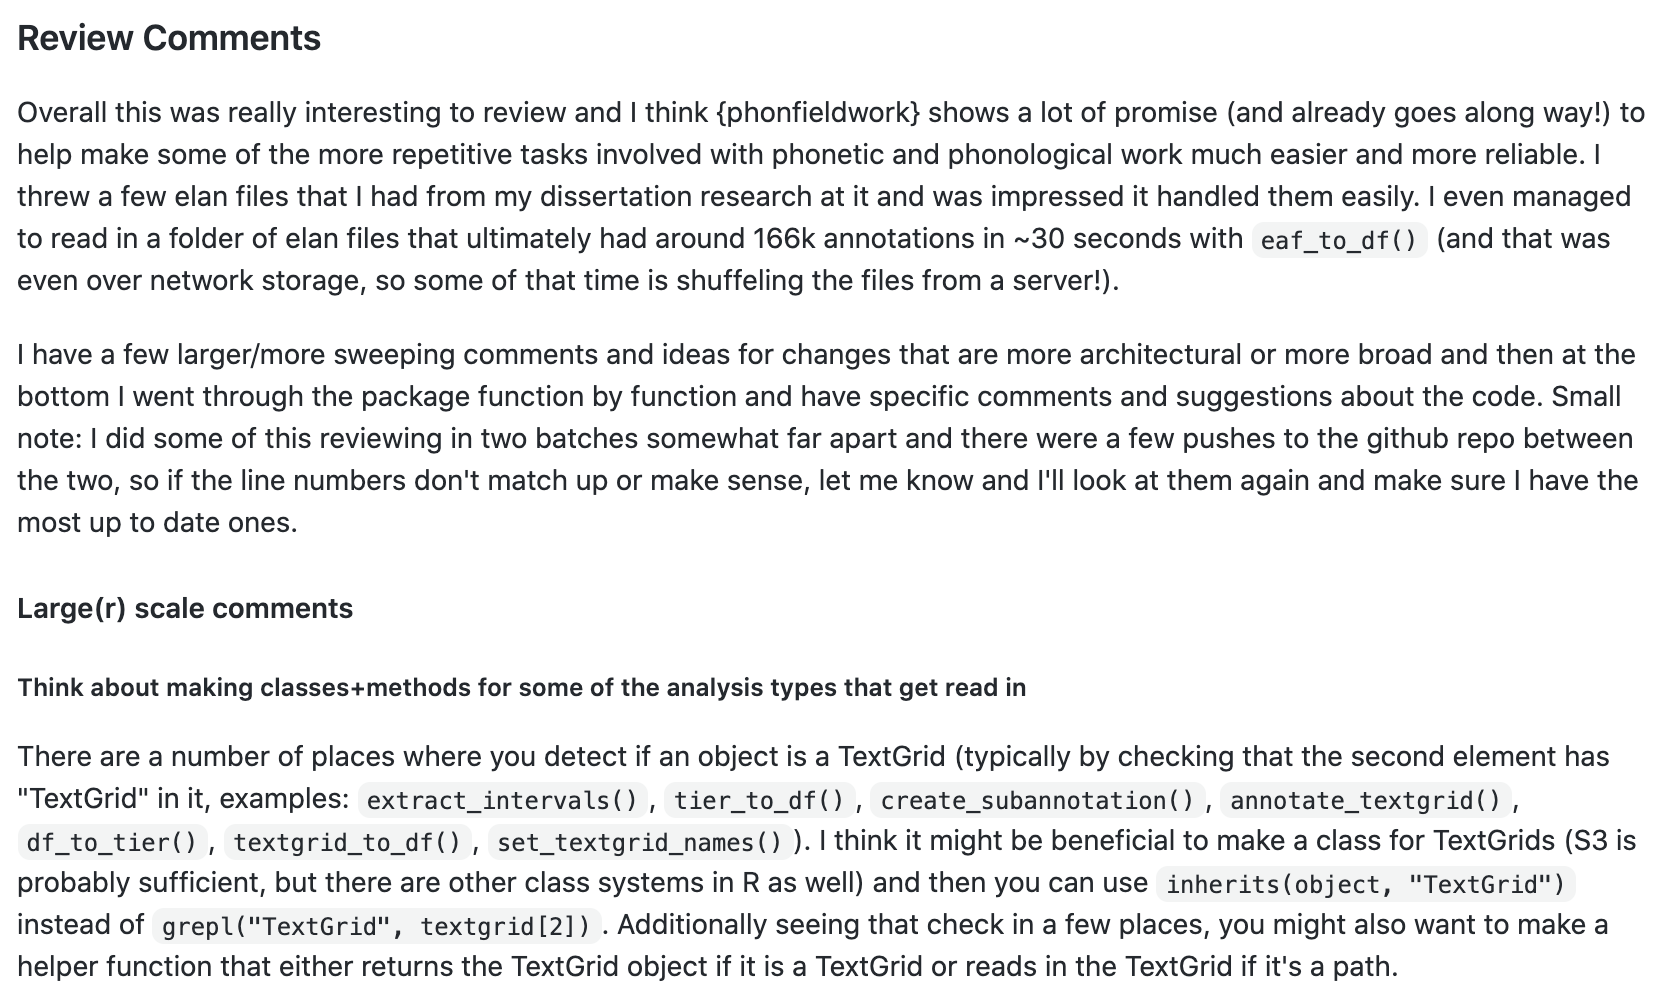 Review Comments
Overall this was really interesting to review and I think {phonfieldwork} shows a lot of promise (and already goes along way!) to
help make some of the more repetitive tasks involved with phonetic and phonological work much easier and more reliable. I
threw a few elan files that I had from my dissertation research at it and was impressed it handled them easily. I even managed
to read in a folder of elan files that ultimately had around 166k annotations in ~30 seconds with eaf_to_df() (and that was
even over network storage, so some of that time is shuffeling the files from a server!).
I have a few larger/more sweeping comments and ideas for changes that are more architectural or more broad and then at the
bottom I went through the package function by function and have specific comments and suggestions about the code. Small
note: I did some of this reviewing in two batches somewhat far apart and there were a few pushes to the github repo between
the two, so if the line numbers don't match up or make sense, let me know and I'll look at them again and make sure I have the
most up to date ones.
Large(r) scale comments
Think about making classes+methods for some of the analysis types that get read in
There are a number of places where you detect if an object is a TextGrid (typically by checking that the second element has
"TextGrid" in it, examples: extract_intervals(), tier_to_df(), create_subannotation(), annotate_textgrid(),
df_to_tier(), textgrid_to_df(), set_textgrid_names()). I think it might be beneficial to make a class for TextGrids (S3 is
probably sufficient, but there are other class systems in R as well) and then you can use inherits(object, "TextGrid")
instead of grepl("TextGrid", textgrid[2]). Additionally seeing that check in a few places, you might also want to make a
helper function that either returns the TextGrid object if it is a TextGrid or reads in the TextGrid if it's a path.